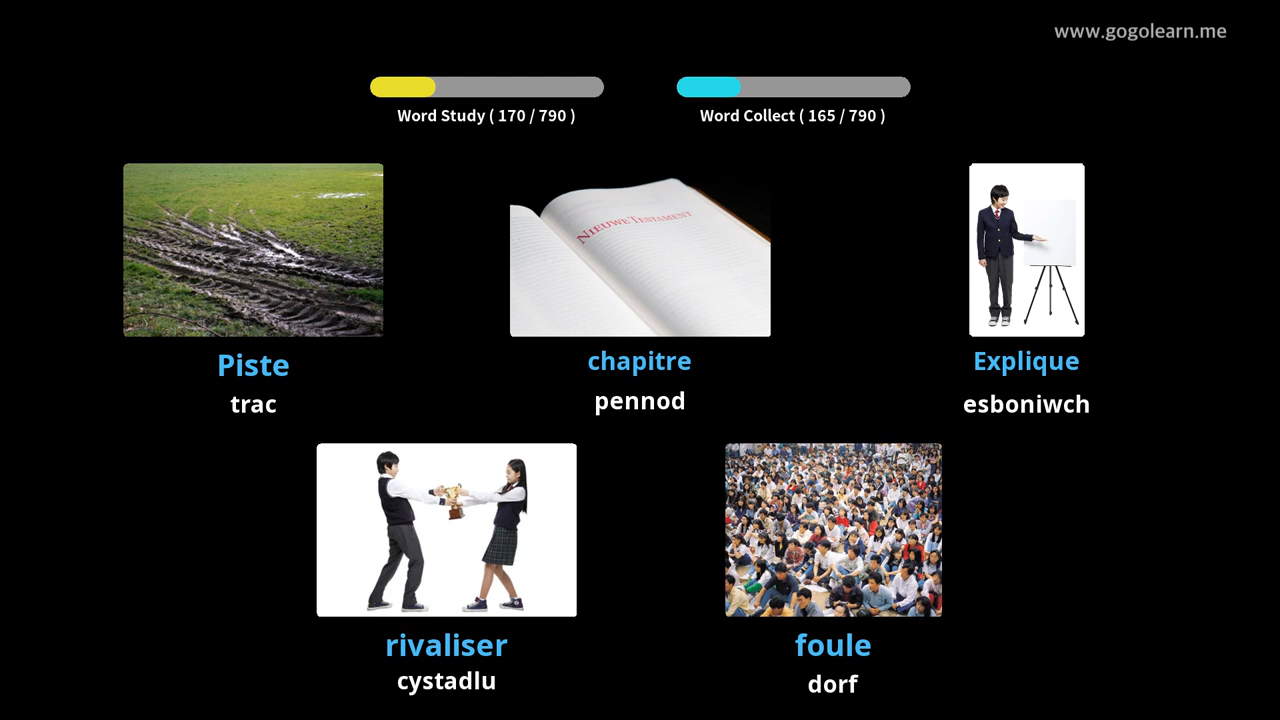 www.gogolearn.me
Word Study ( 170 / 790 )
Word Collect ( 165 / 790 )
NIEUWE TESTAMENT
Piste
trac
chapitre
pennod
Explique
esboniwch
rivaliser
cystadlu
foule
dorf